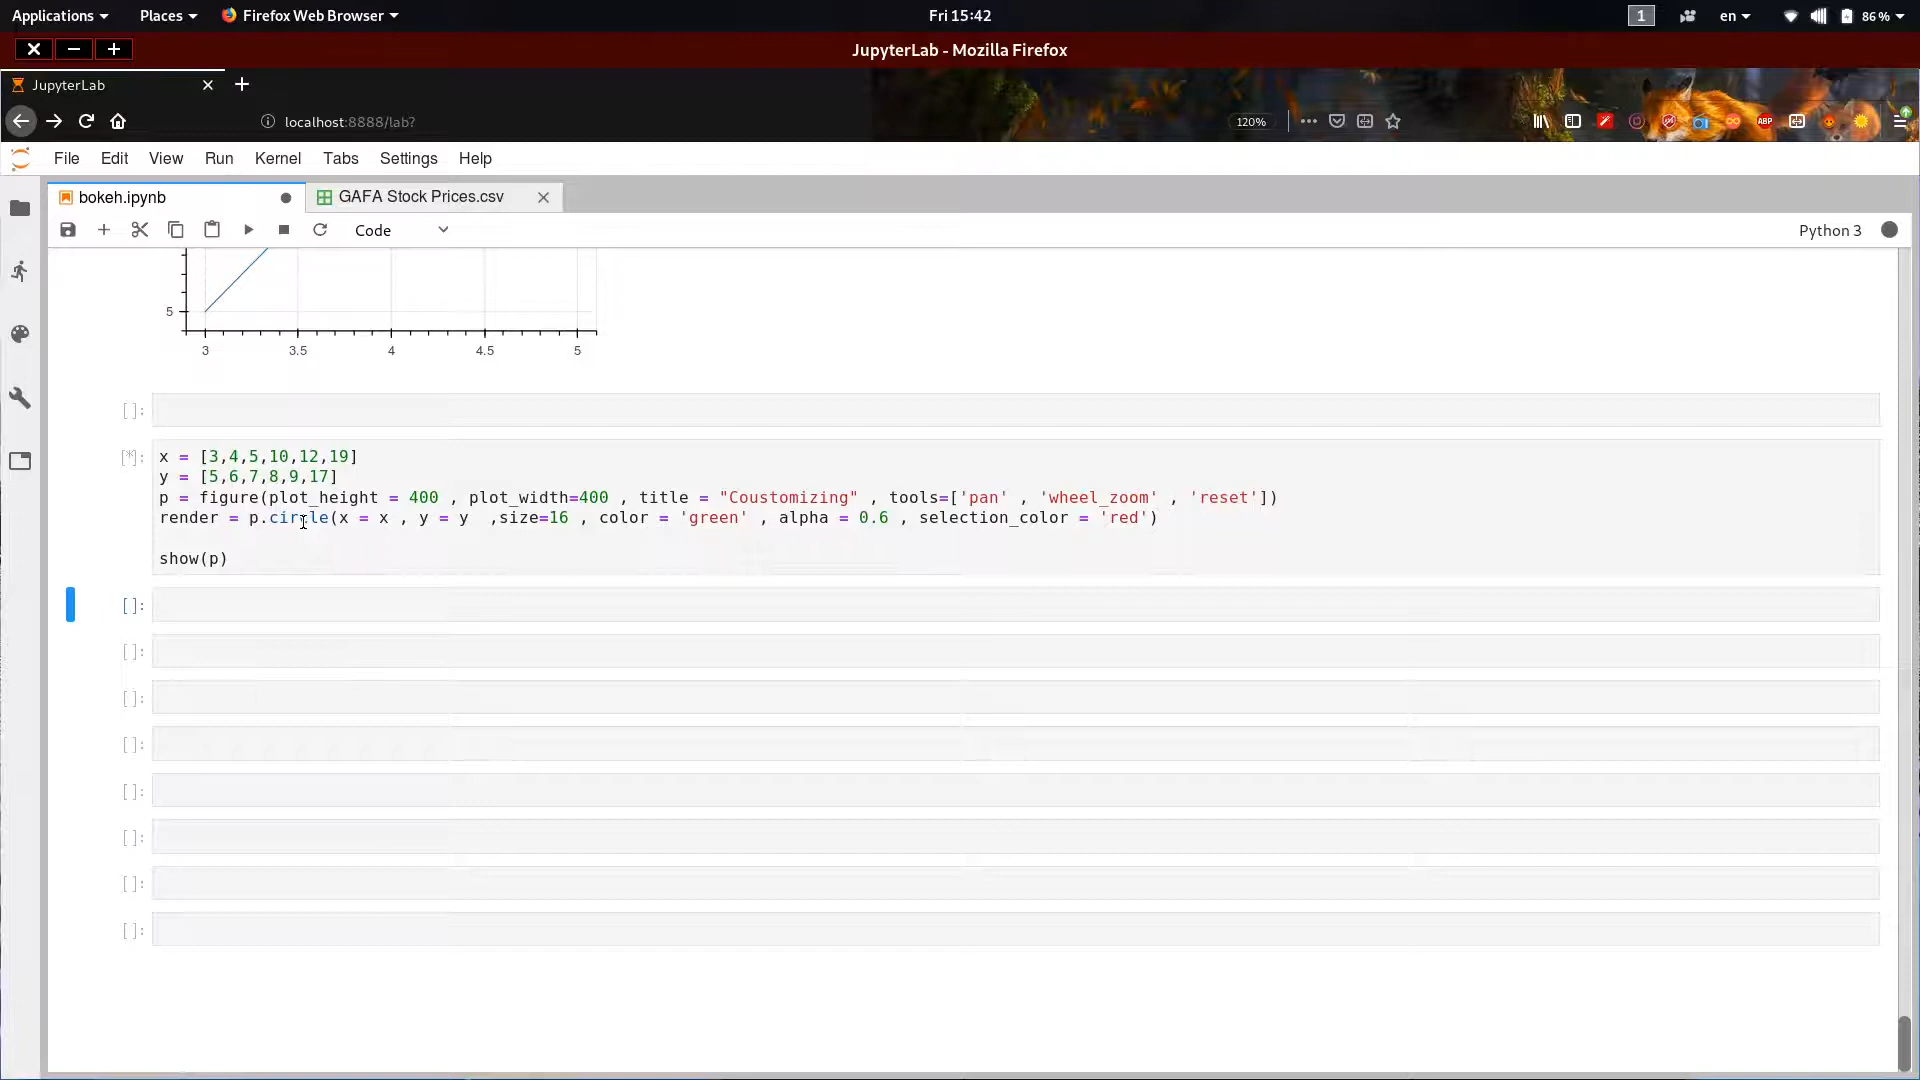 Applications Places Firefox Web Browser Fri 15:42 1 en 86 %
JupyterLab - Mozilla Firefox
JupyterLab
localhost:8888/lab? 120% ABP
File Edit View Run Kernel Tabs Settings Help
bokeh.ipynb GAFA Stock Prices.csv
Code Python 3
5
3 3.5 4 4.5 5
[ ]:
[*]: x = [3,4,5,10,12,19]
y = [5,6,7,8,9,17]
p = figure(plot_height = 400 , plot_width=400 , title = "Coustomizing" , tools=['pan' , 'wheel_zoom' , 'reset'])
render = p.circle(x = x , y = y  ,size=16 , color = 'green' , alpha = 0.6 , selection_color = 'red')
show(p)
[ ]:
[ ]:
[ ]:
[ ]:
[ ]:
[ ]:
[ ]:
[ ]: